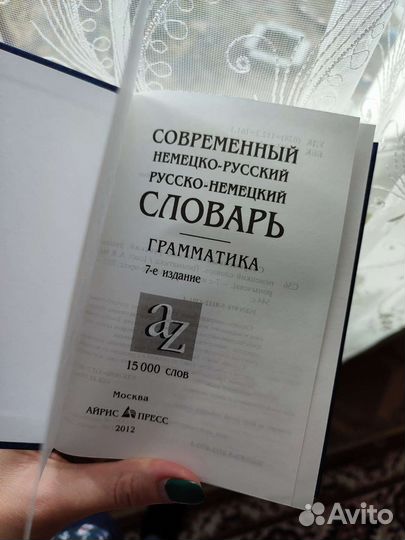 СОВРЕМЕННЫЙ
НЕМЕЦКО-РУССКИЙ
РУССКО-НЕМЕЦКИЙ
СЛОВАРЬ
ГРАММАТИКА
7-е издание
az
15 000 слов
Москва
АЙРИС ПРЕСС
2012
Avito